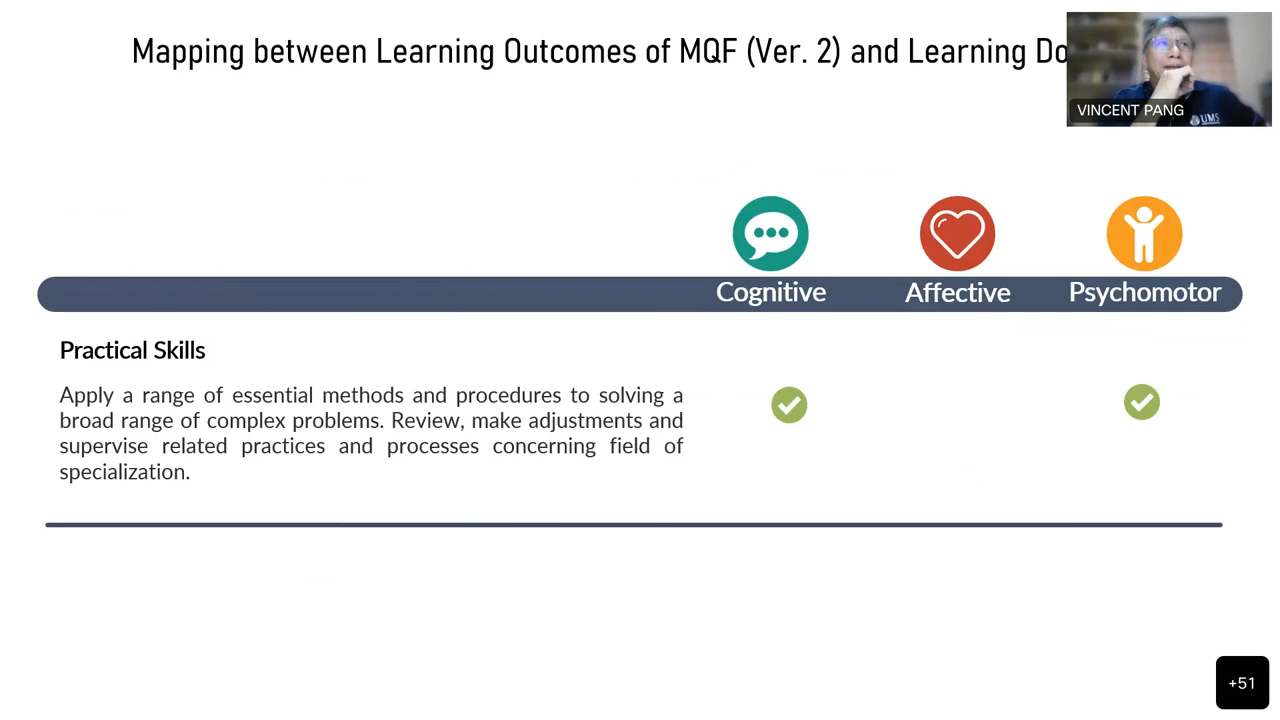 Mapping between Learning Outcomes of MQF (Ver. 2) and Learning Do
VINCENT PANG
UMS
Cognitive Affective Psychomotor
Practical Skills
Apply a range of essential methods and procedures to solving a
broad range of complex problems. Review, make adjustments and
supervise related practices and processes concerning field of
specialization.
+51